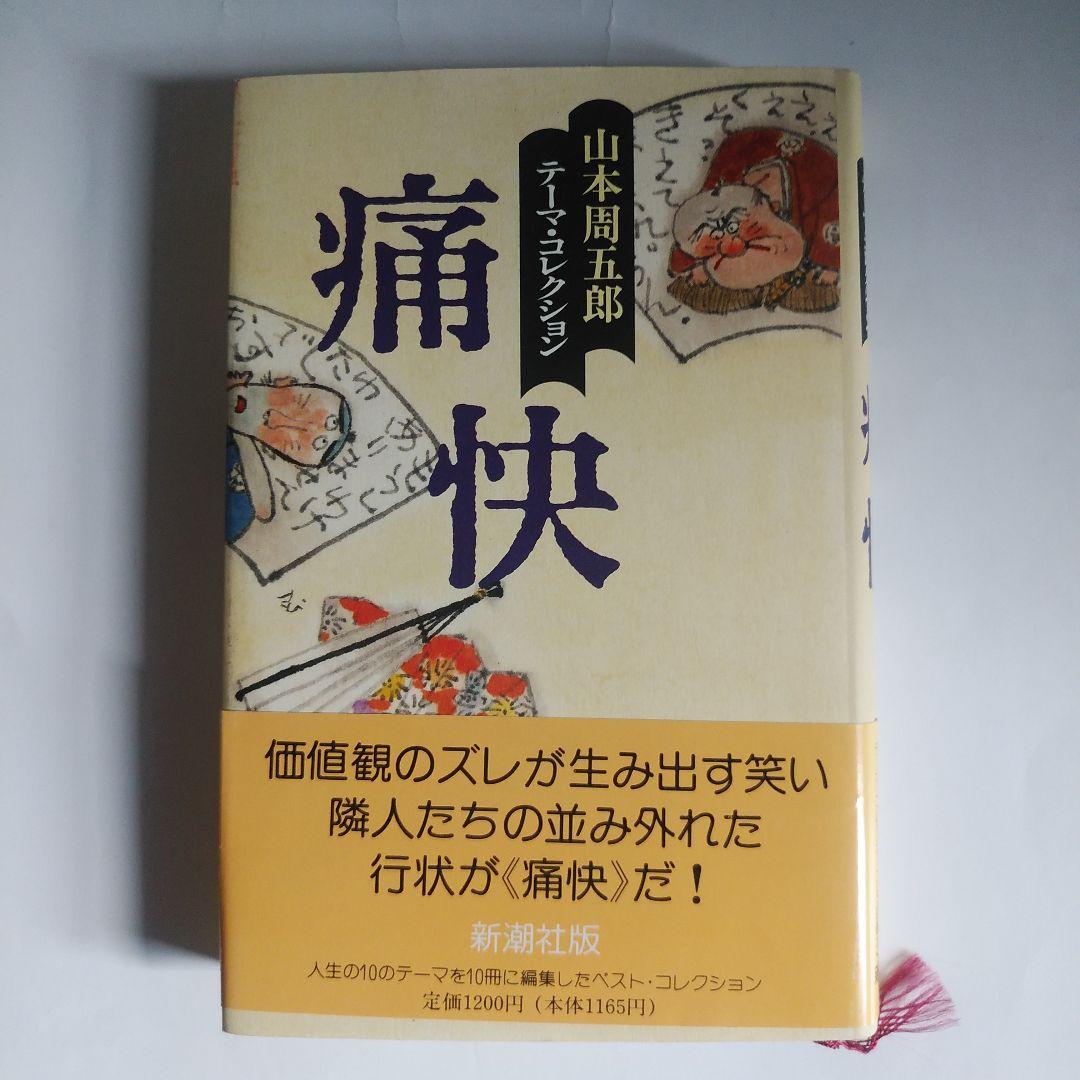 山本周五郎
テーマ・コレクション
痛快
価値観のズレが生み出す笑い
隣人たちの並み外れた
行状が《痛快》だ！
新潮社版
人生の10のテーマを10冊に編集したベスト・コレクション
定価1200円（本体1165円）